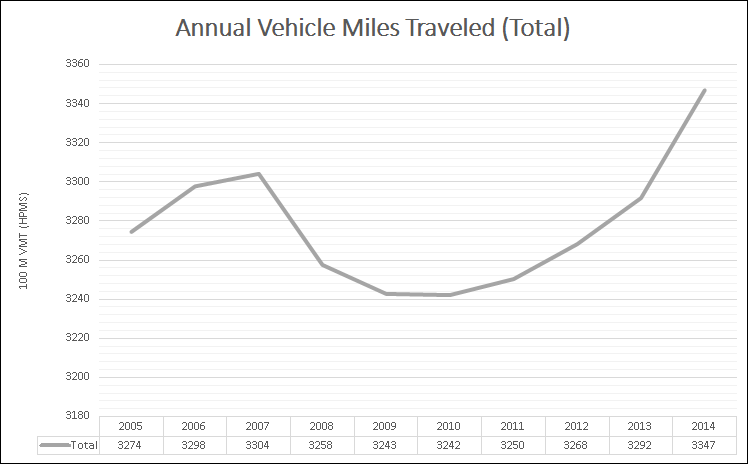 Annual Vehicle Miles Traveled (Total)
3360
3340
3320
3300
3280
3260
3240
3220
3200
3180
100 M VMT (HPMS)
2005 2006 2007 2008 2009 2010 2011 2012 2013 2014
Total 3274 3298 3304 3258 3243 3242 3250 3268 3292 3347